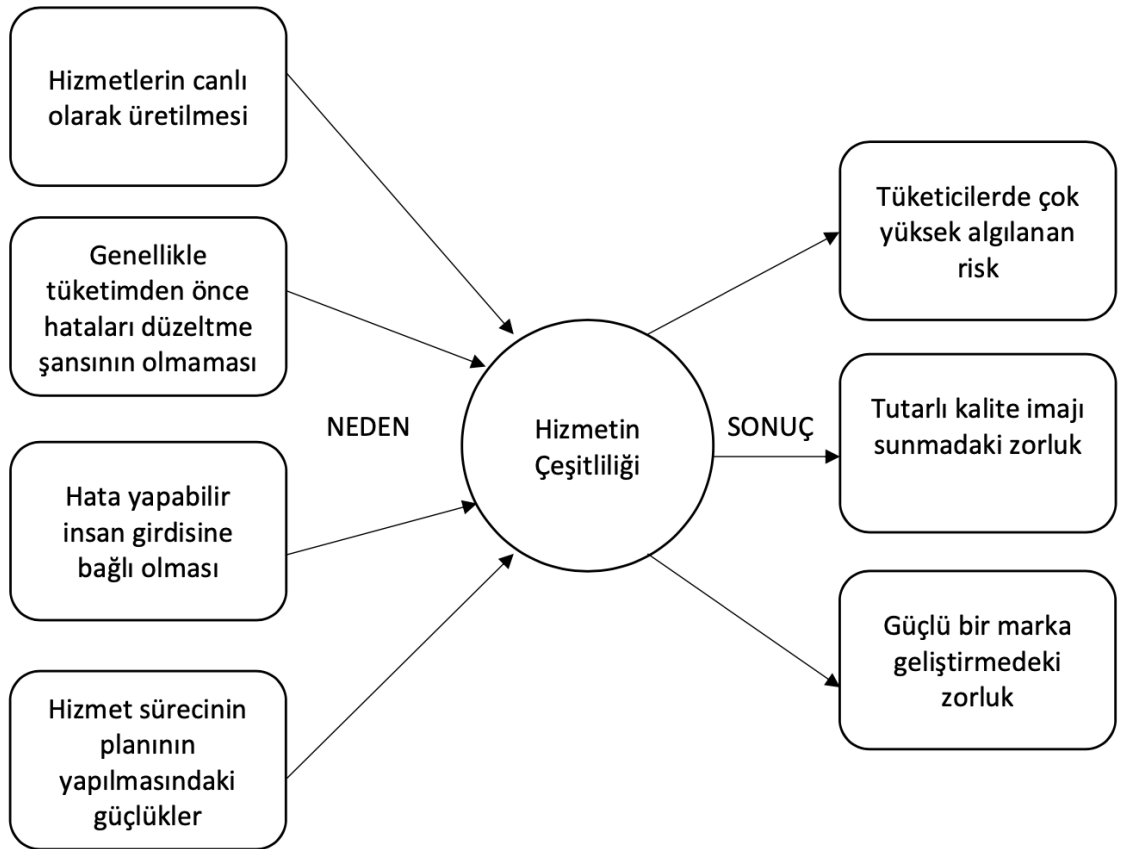 Hizmetlerin canlı
olarak üretilmesi
Genellikle
tüketimden önce
hataları düzeltme
şansının olmaması
Hata yapabilir
insan girdisine
bağlı olması
Hizmet sürecinin
planının
yapılmasındaki
güçlükler
NEDEN
Hizmetin
Çeşitliliği
SONUÇ
Tüketicilerde çok
yüksek algılanan
risk
Tutarlı kalite imajı
sunmadaki zorluk
Güçlü bir marka
geliştirmedeki
zorluk